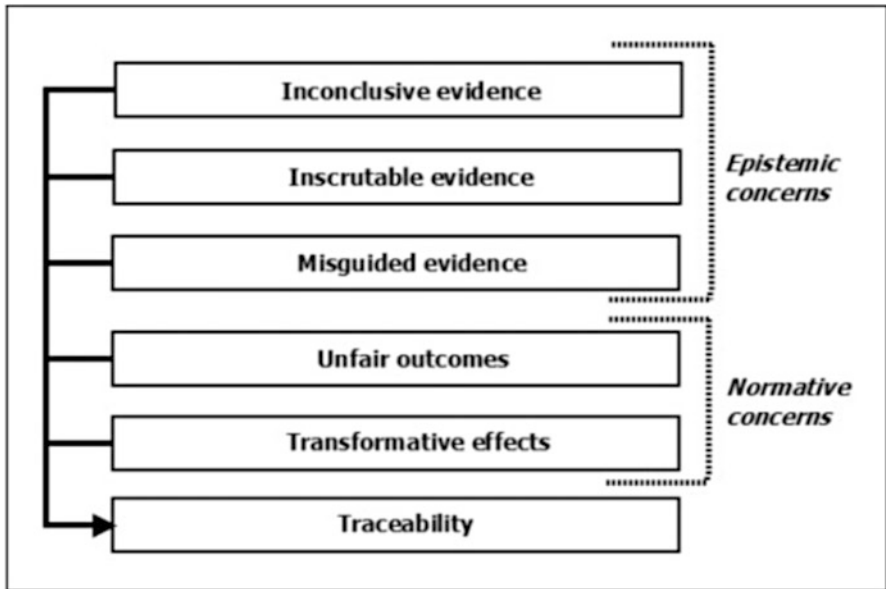 Inconclusive evidence
Inscrutable evidence
Epistemic
concerns
Misguided evidence
Unfair outcomes
Normative
concerns
Transformative effects
Traceability